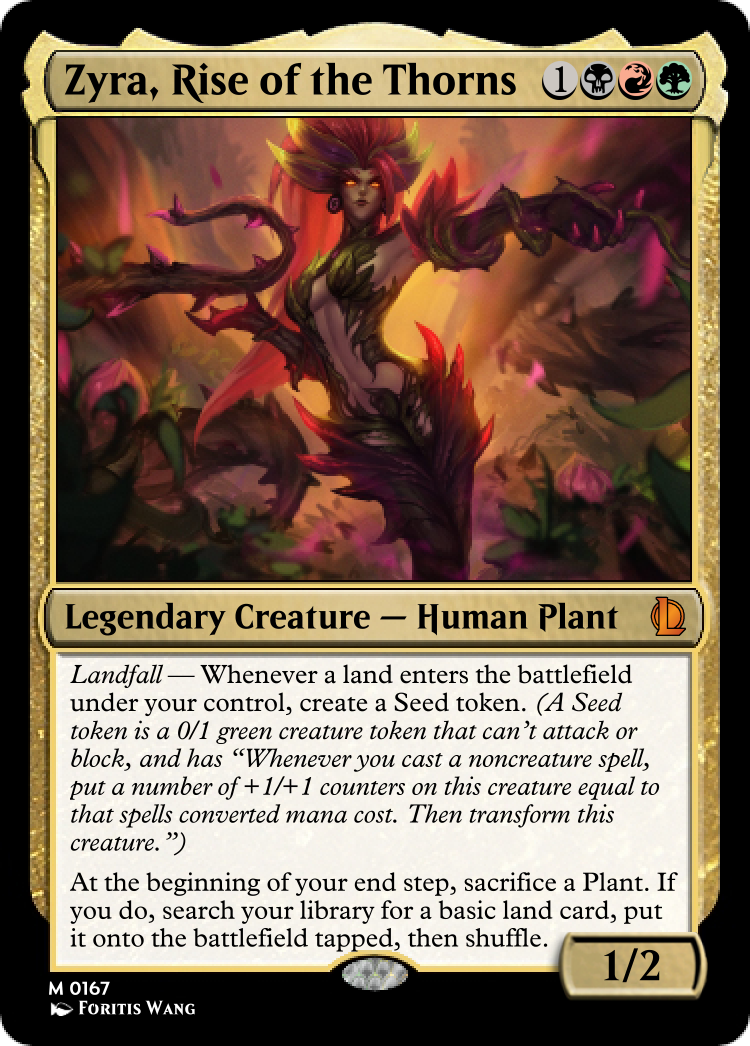 Zyra, Rise of the Thorns 1
Legendary Creature — Human Plant
Landfall — Whenever a land enters the battlefield
under your control, create a Seed token. (A Seed
token is a 0/1 green creature token that can't attack or
block, and has “Whenever you cast a noncreature spell,
put a number of +1/+1 counters on this creature equal to
that spells converted mana cost. Then transform this
creature.”)
At the beginning of your end step, sacrifice a Plant. If
you do, search your library for a basic land card, put
it onto the battlefield tapped, then shuffle.
1/2
M 0167
Foritis Wang